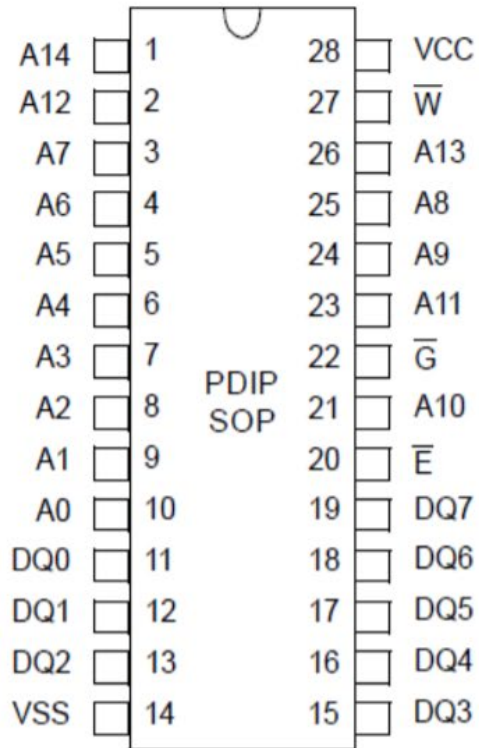 A14 1 28 VCC
A12 2 27 W̅
A7 3 26 A13
A6 4 25 A8
A5 5 24 A9
A4 6 23 A11
A3 7 22 G̅
PDIP
A2 8 21 A10
SOP
A1 9 20 E̅
A0 10 19 DQ7
DQ0 11 18 DQ6
DQ1 12 17 DQ5
DQ2 13 16 DQ4
VSS 14 15 DQ3